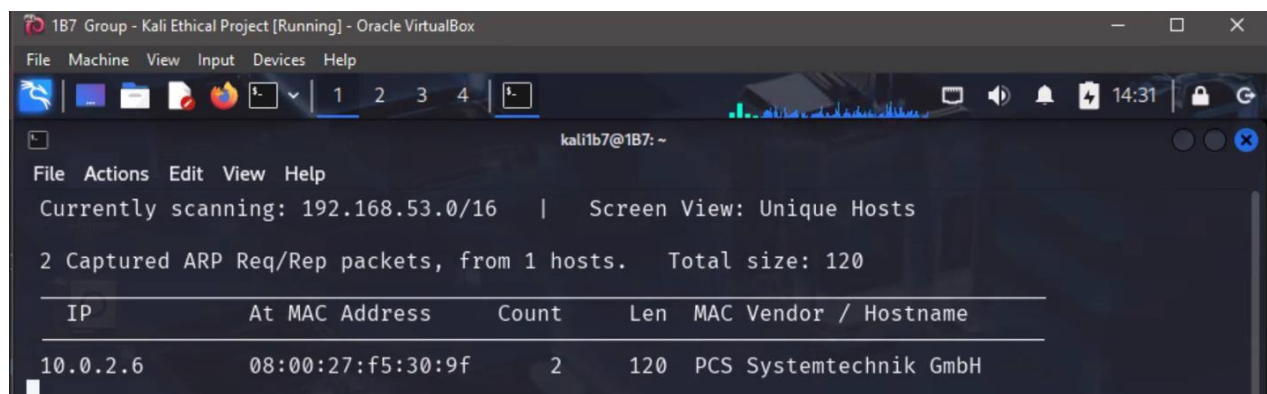 1B7 Group - Kali Ethical Project [Running] - Oracle VirtualBox
File Machine View Input Devices Help
1 2 3 4 14:31
kali1b7@1B7: ~
File Actions Edit View Help
Currently scanning: 192.168.53.0/16 | Screen View: Unique Hosts
2 Captured ARP Req/Rep packets, from 1 hosts. Total size: 120
IP At MAC Address Count Len MAC Vendor / Hostname
10.0.2.6 08:00:27:f5:30:9f 2 120 PCS Systemtechnik GmbH